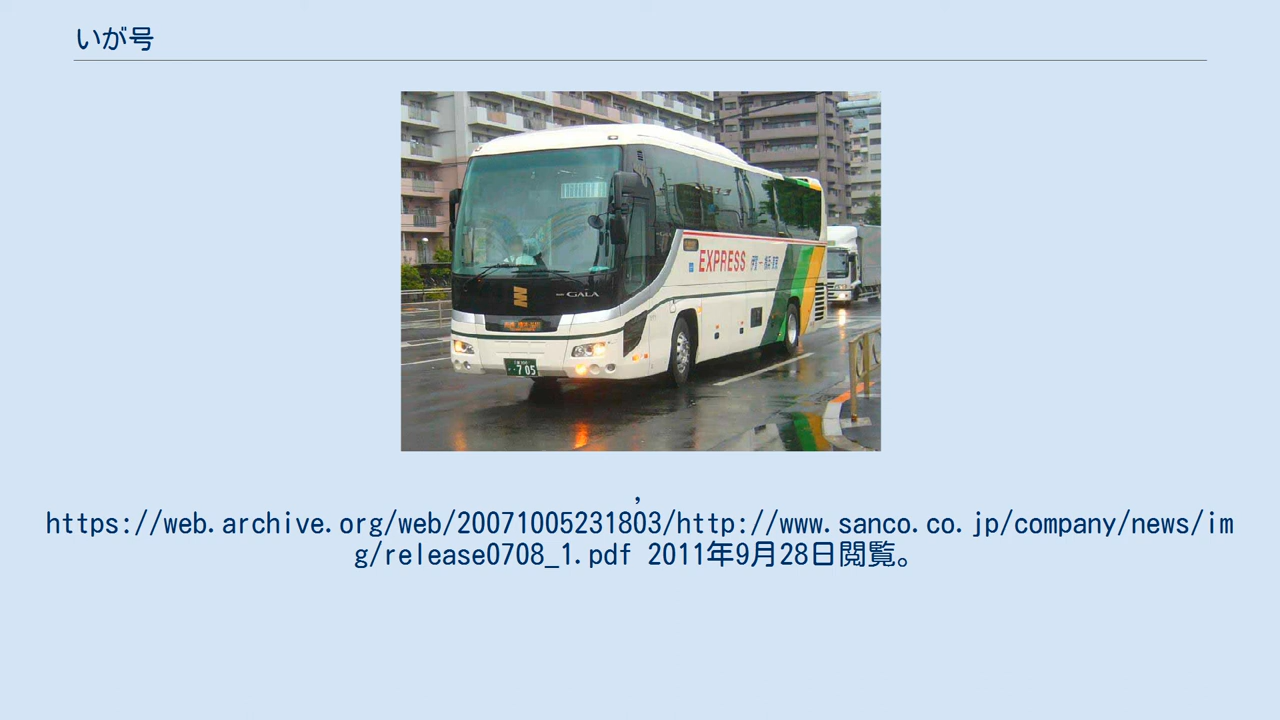 いが号
GALA
EXPRESS
705
,
https://web.archive.org/web/20071005231803/http://www.sanco.co.jp/company/news/im
g/release0708_1.pdf 2011年9月28日閲覧。